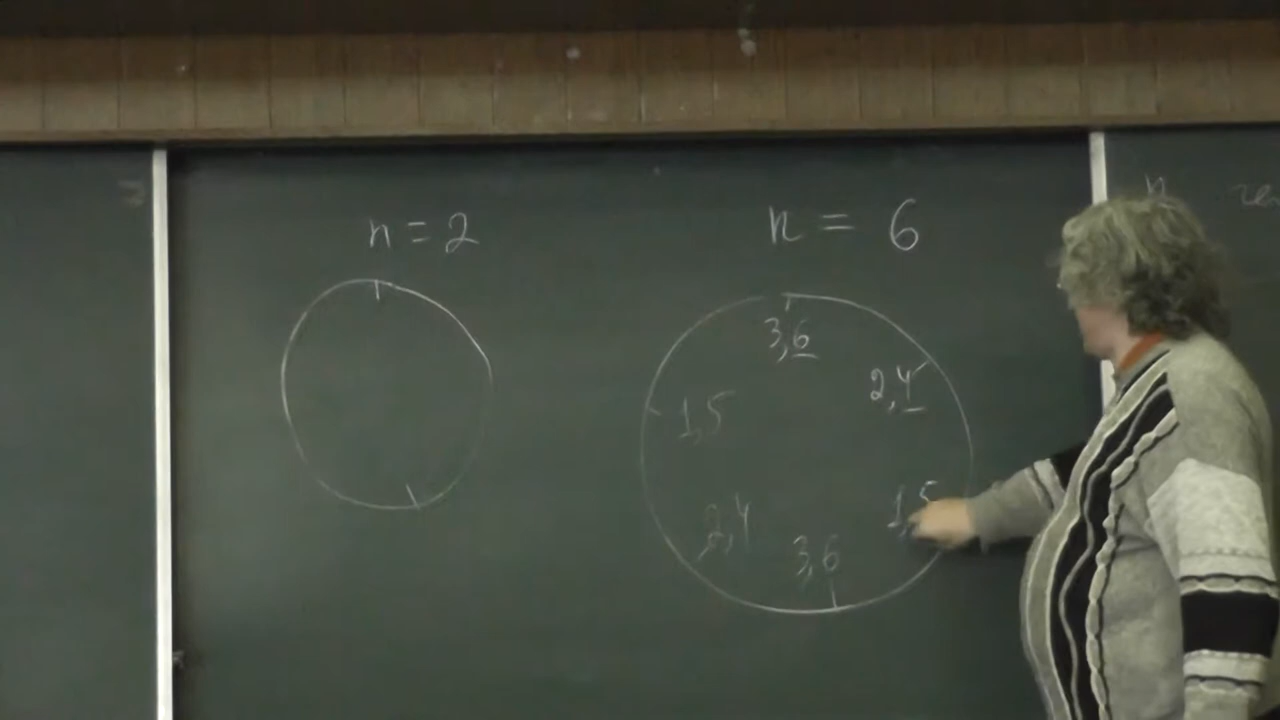 n = 2
n = 6
3,6
2,4
1,5
1,5
2,4
3,6
n